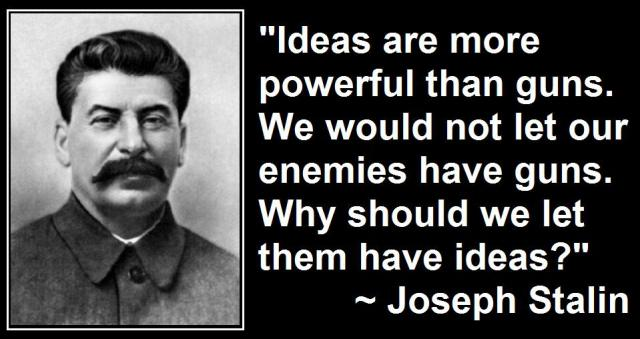 "Ideas are more
powerful than guns.
We would not let our
enemies have guns.
Why should we let
them have ideas?"
~ Joseph Stalin